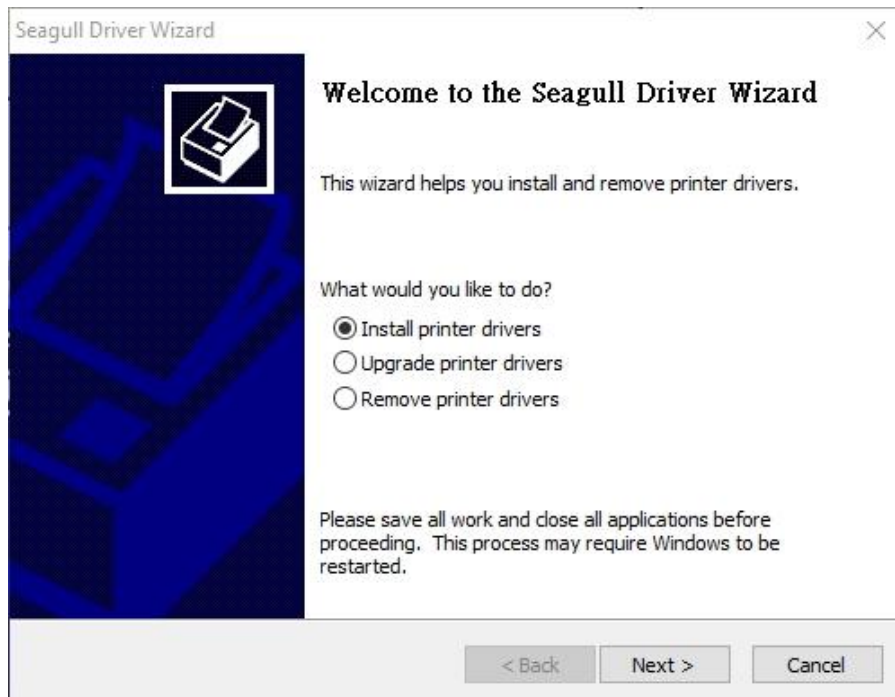 Seagull Driver Wizard
Welcome to the Seagull Driver Wizard
This wizard helps you install and remove printer drivers.
What would you like to do?
Install printer drivers
Upgrade printer drivers
Remove printer drivers
Please save all work and close all applications before
proceeding.  This process may require Windows to be
restarted.
< Back
Next >
Cancel